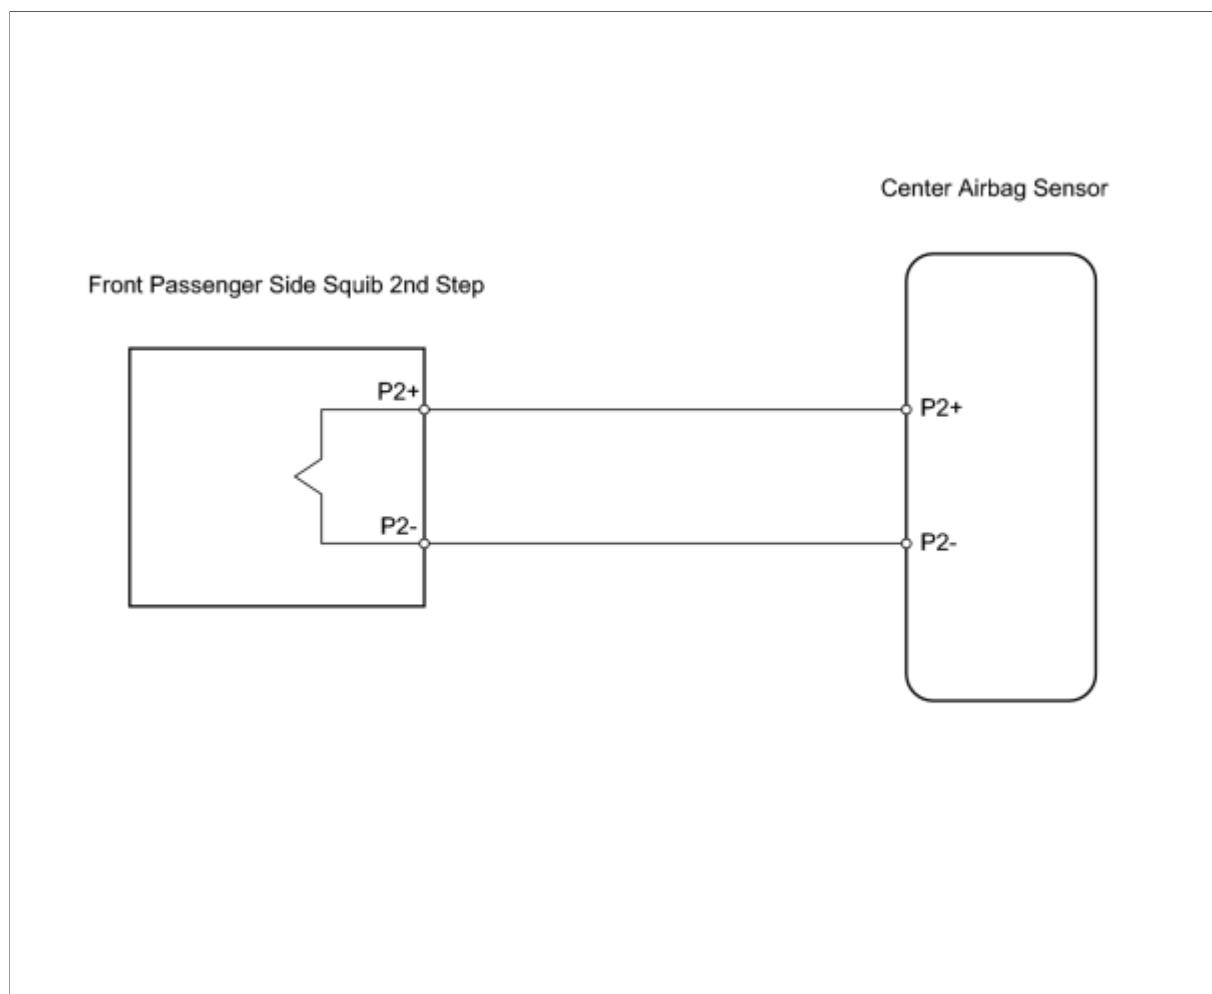 Center Airbag Sensor
Front Passenger Side Squib 2nd Step
P2+
P2+
P2-
P2-